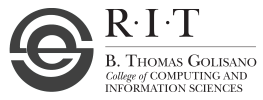 R·I·T
B. THOMAS GOLISANO
College of COMPUTING AND
INFORMATION SCIENCES